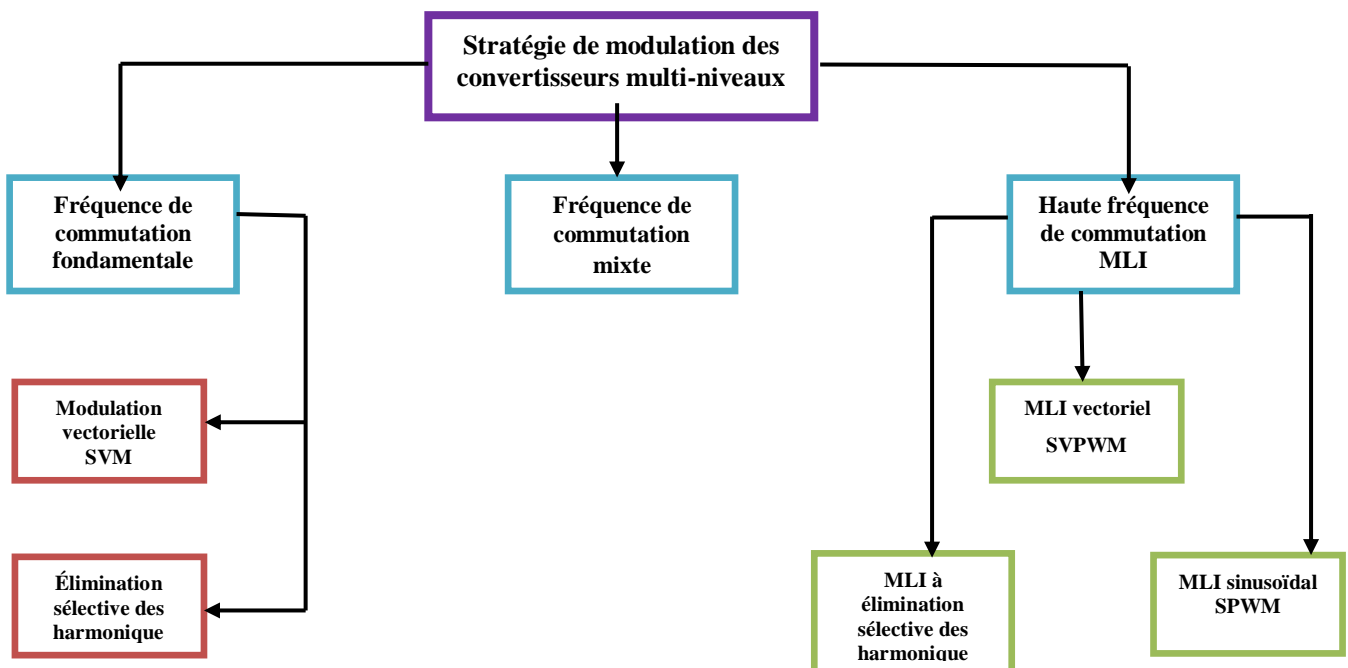 Stratégie de modulation des
convertisseurs multi-niveaux
Fréquence de
commutation
fondamentale
Fréquence de
commutation
mixte
Haute fréquence
de commutation
MLI
Modulation
vectorielle
SVM
MLI vectoriel
SVPWM
Élimination
sélective des
harmonique
MLI à
élimination
sélective des
harmonique
MLI sinusoïdal
SPWM